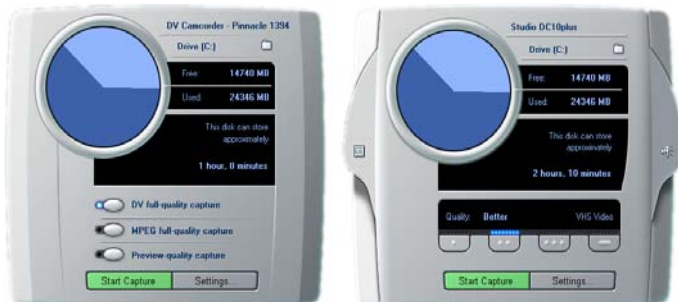 DV Camcorder - Pinnacle 1394
Drive (C:)
Free: 14740 MB
Used: 24346 MB
This disk can store
approximately
1 hour, 8 minutes
DV full-quality capture
MPEG full-quality capture
Preview-quality capture
Start Capture Settings...
Studio DC10plus
Drive (C:)
Free: 14740 MB
Used: 24346 MB
This disk can store
approximately
2 hours, 10 minutes
Quality: Better VHS Video
Start Capture Settings...